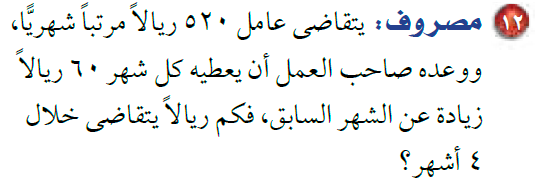 ١٢ مصروف: يتقاضى عامل ٥٢٠ ريالاً مرتباً شهريًّا،
ووعده صاحب العمل أن يعطيه كل شهر ٦٠ ريالاً
زيادة عن الشهر السابق، فكم ريالاً يتقاضى خلال
٤ أشهر؟